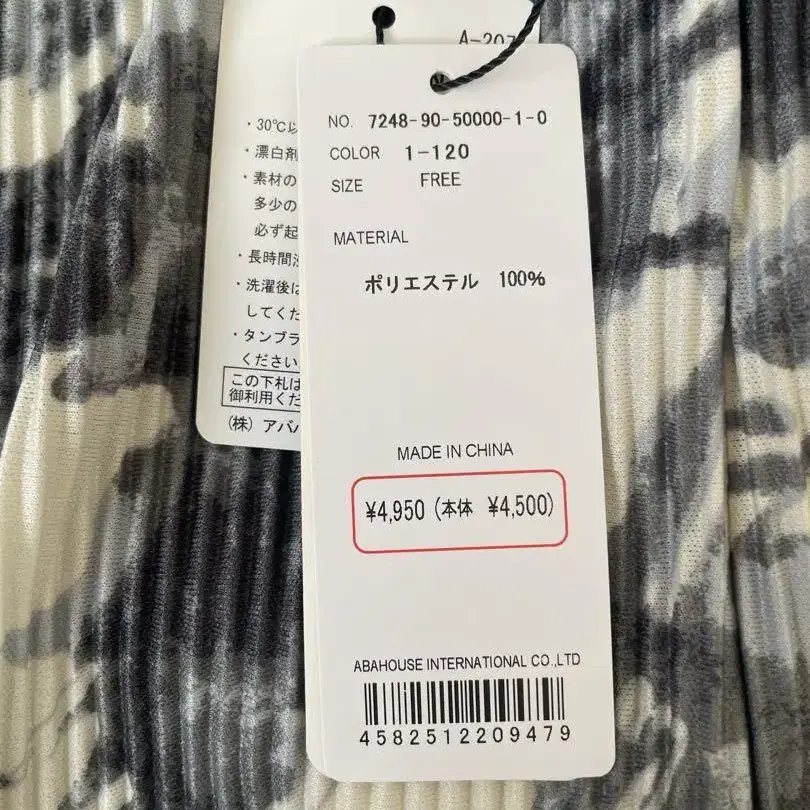 A-207
・30℃以
・漂白剤
・素材の
多少の
必ず起
・長時間
・洗濯後は
してくだ
・タンブラ
ください
この下札は
御利用くだ
(株) アバハ
NO. 7248-90-50000-1-0
COLOR 1-120
SIZE FREE
MATERIAL
ポリエステル 100%
MADE IN CHINA
¥4,950 (本体 ¥4,500)
ABAHOUSE INTERNATIONAL CO.,LTD
4582512209479